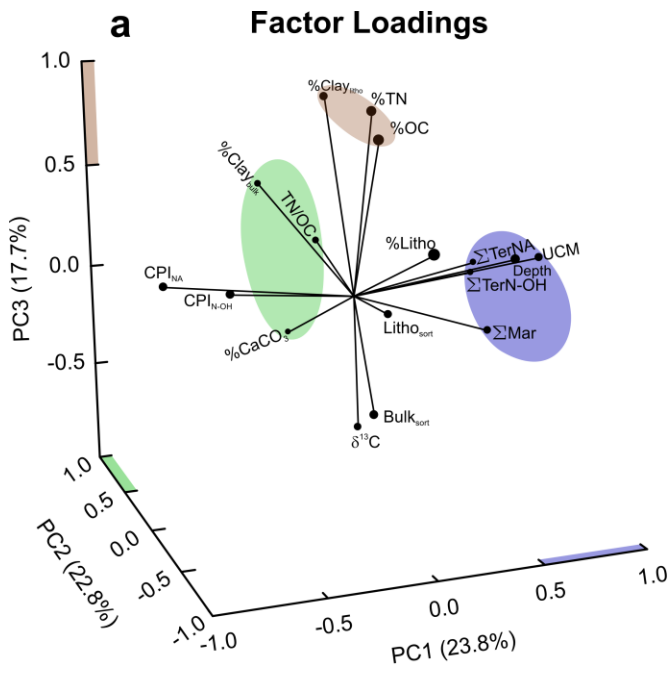 a Factor Loadings
1.0
0.5
0.0
-0.5
PC3 (17.7%)
%Clay_litho
%TN
%OC
%Clay_bulk
TN/OC
%Litho
ΣTerNA
UCM
Depth
ΣTerN-OH
CPI_NA
CPI_N-OH
%CaCO₃
Litho_sort
ΣMar
Bulk_sort
δ¹³C
1.0
0.5
0.0
-0.5
-1.0
PC2 (22.8%)
-1.0
-0.5
0.0
0.5
1.0
PC1 (23.8%)